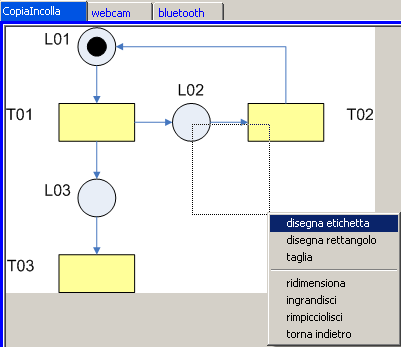 CopiaIncolla
webcam
bluetooth
L01
L02
T01
T02
L03
T03
disegna etichetta
disegna rettangolo
taglia
ridimensiona
ingrandisci
rimpicciolisci
torna indietro